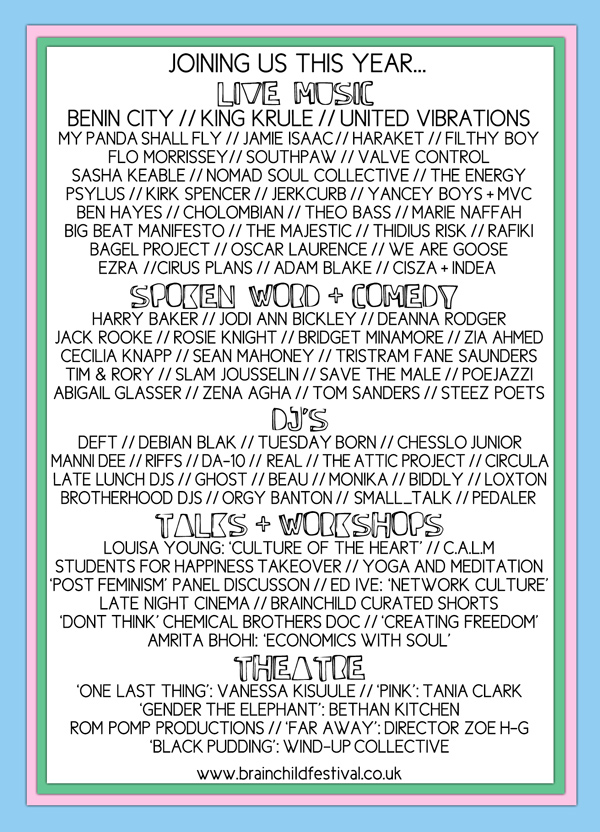 JOINING US THIS YEAR...
LIVE MUSIC
BENIN CITY // KING KRULE // UNITED VIBRATIONS
MY PANDA SHALL FLY // JAMIE ISAAC // HARAKET // FILTHY BOY
FLO MORRISSEY // SOUTHPAW // VALVE CONTROL
SASHA KEABLE // NOMAD SOUL COLLECTIVE // THE ENERGY
PSYLUS // KIRK SPENCER // JERKCURB // YANCEY BOYS + MVC
BEN HAYES // CHOLOMBIAN // THEO BASS // MARIE NAFFAH
BIG BEAT MANIFESTO // THE MAJESTIC // THIDIUS RISK // RAFIKI
BAGEL PROJECT // OSCAR LAURENCE // WE ARE GOOSE
EZRA //CIRUS PLANS // ADAM BLAKE // CISZA + INDEA
SPOKEN WORD + COMEDY
HARRY BAKER // JODI ANN BICKLEY // DEANNA RODGER
JACK ROOKE // ROSIE KNIGHT // BRIDGET MINAMORE // ZIA AHMED
CECILIA KNAPP // SEAN MAHONEY // TRISTRAM FANE SAUNDERS
TIM & RORY // SLAM JOUSSELIN // SAVE THE MALE // POEJAZZI
ABIGAIL GLASSER // ZENA AGHA // TOM SANDERS // STEEZ POETS
DJ'S
DEFT // DEBIAN BLAK // TUESDAY BORN // CHESSLO JUNIOR
MANNI DEE // RIFFS // DA-10 // REAL // THE ATTIC PROJECT // CIRCULA
LATE LUNCH DJS // GHOST // BEAU // MONIKA // BIDDLY // LOXTON
BROTHERHOOD DJS // ORGY BANTON // SMALL_TALK // PEDALER
TALKS + WORKSHOPS
LOUISA YOUNG: 'CULTURE OF THE HEART' // C.A.L.M
STUDENTS FOR HAPPINESS TAKEOVER // YOGA AND MEDITATION
'POST FEMINISM' PANEL DISCUSSON // ED IVE: 'NETWORK CULTURE'
LATE NIGHT CINEMA // BRAINCHILD CURATED SHORTS
'DONT THINK' CHEMICAL BROTHERS DOC // 'CREATING FREEDOM'
AMRITA BHOHI: 'ECONOMICS WITH SOUL'
THEATRE
'ONE LAST THING': VANESSA KISUULE // 'PINK': TANIA CLARK
'GENDER THE ELEPHANT': BETHAN KITCHEN
ROM POMP PRODUCTIONS // 'FAR AWAY': DIRECTOR ZOE H-G
'BLACK PUDDING': WIND-UP COLLECTIVE
www.brainchildfestival.co.uk